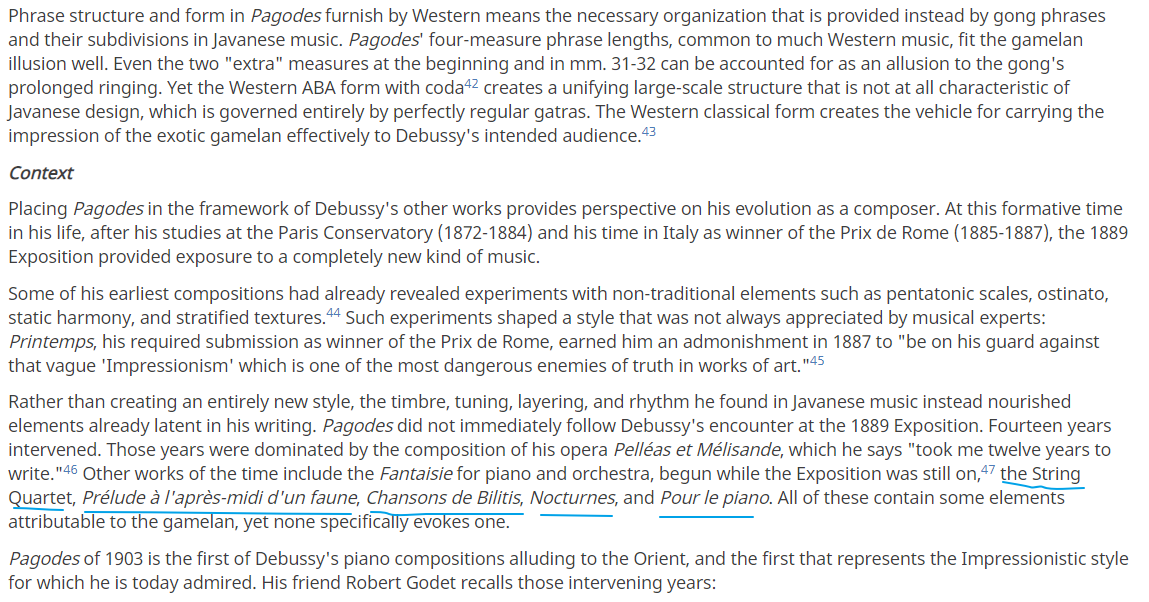 Phrase structure and form in Pagodes furnish by Western means the necessary organization that is provided instead by gong phrases
and their subdivisions in Javanese music. Pagodes' four-measure phrase lengths, common to much Western music, fit the gamelan
illusion well. Even the two "extra" measures at the beginning and in mm. 31-32 can be accounted for as an allusion to the gong's
prolonged ringing. Yet the Western ABA form with coda42 creates a unifying large-scale structure that is not at all characteristic of
Javanese design, which is governed entirely by perfectly regular gatras. The Western classical form creates the vehicle for carrying the
impression of the exotic gamelan effectively to Debussy's intended audience.43
Context
Placing Pagodes in the framework of Debussy's other works provides perspective on his evolution as a composer. At this formative time
in his life, after his studies at the Paris Conservatory (1872-1884) and his time in Italy as winner of the Prix de Rome (1885-1887), the 1889
Exposition provided exposure to a completely new kind of music.
Some of his earliest compositions had already revealed experiments with non-traditional elements such as pentatonic scales, ostinato,
static harmony, and stratified textures.44 Such experiments shaped a style that was not always appreciated by musical experts:
Printemps, his required submission as winner of the Prix de Rome, earned him an admonishment in 1887 to "be on his guard against
that vague 'Impressionism' which is one of the most dangerous enemies of truth in works of art."45
Rather than creating an entirely new style, the timbre, tuning, layering, and rhythm he found in Javanese music instead nourished
elements already latent in his writing. Pagodes did not immediately follow Debussy's encounter at the 1889 Exposition. Fourteen years
intervened. Those years were dominated by the composition of his opera Pelléas et Mélisande, which he says "took me twelve years to
write."46 Other works of the time include the Fantaisie for piano and orchestra, begun while the Exposition was still on,47 the String
Quartet, Prélude à l'après-midi d'un faune, Chansons de Bilitis, Nocturnes, and Pour le piano. All of these contain some elements
attributable to the gamelan, yet none specifically evokes one.
Pagodes of 1903 is the first of Debussy's piano compositions alluding to the Orient, and the first that represents the Impressionistic style
for which he is today admired. His friend Robert Godet recalls those intervening years: